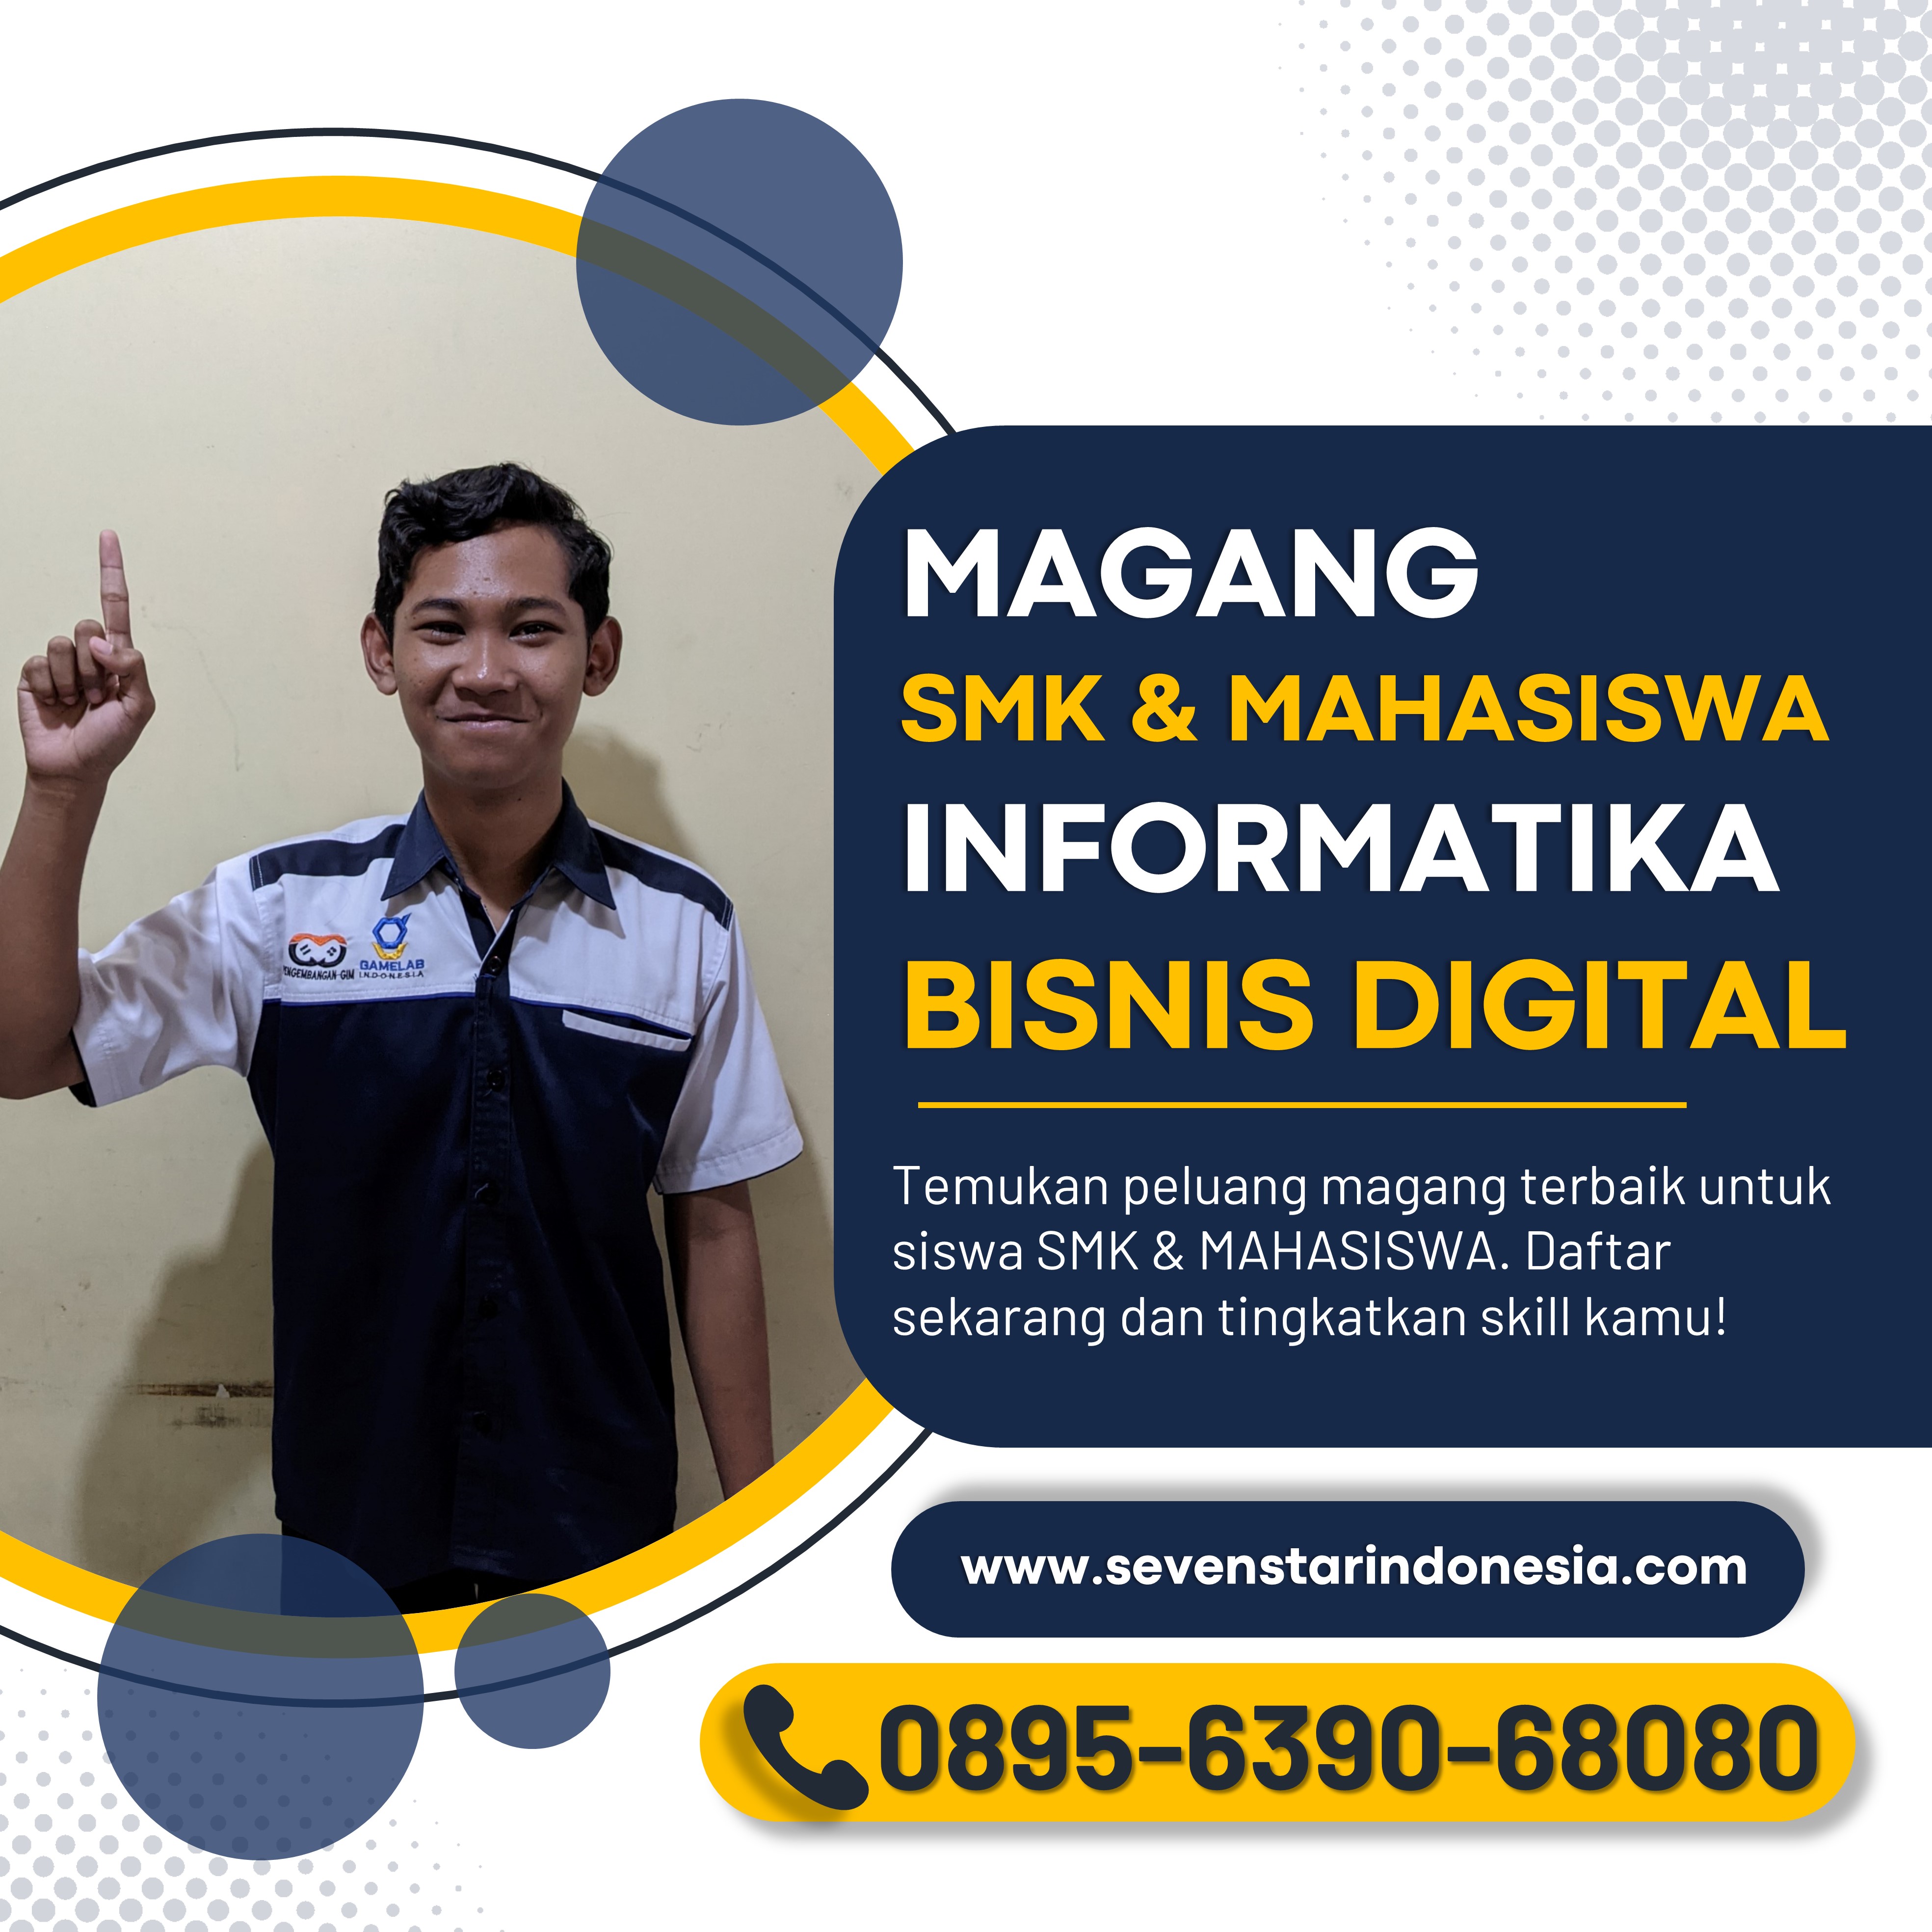 MAGANG
SMK & MAHASISWA
INFORMATIKA
BISNIS DIGITAL
Temukan peluang magang terbaik untuk
siswa SMK & MAHASISWA. Daftar
sekarang dan tingkatkan skill kamu!
www.sevenstarindonesia.com
0895-6390-68080
GAMELAB
INDONESIA